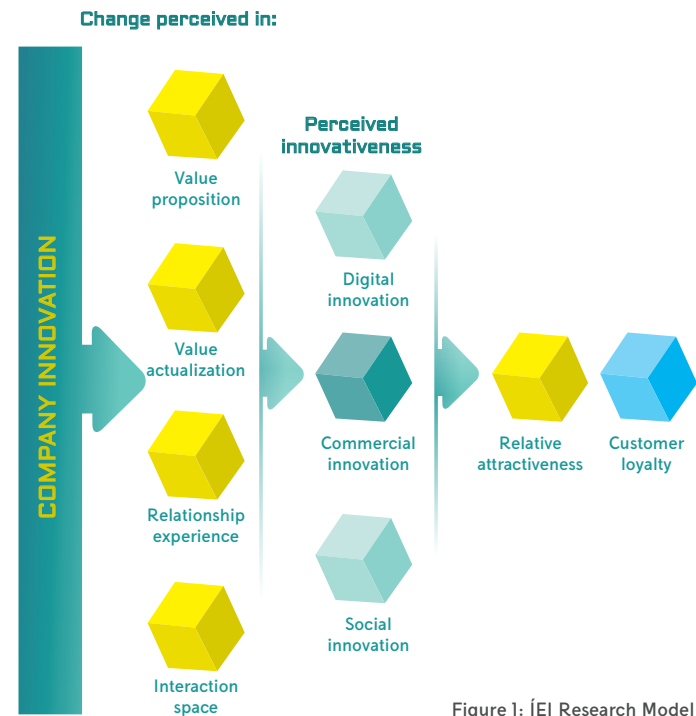 Change perceived in:
COMPANY INNOVATION
Value
proposition
Value
actualization
Relationship
experience
Interaction
space
Perceived
innovativeness
Digital
innovation
Commercial
innovation
Social
innovation
Relative
attractiveness
Customer
loyalty
Figure 1: ÍEI Research Model